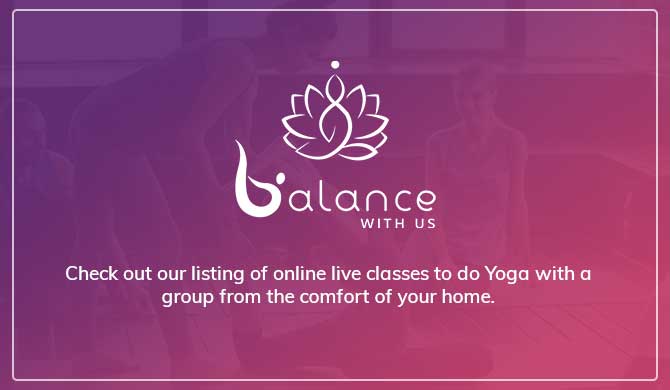 balance
WITH US
Check out our listing of online live classes to do Yoga with a
group from the comfort of your home.